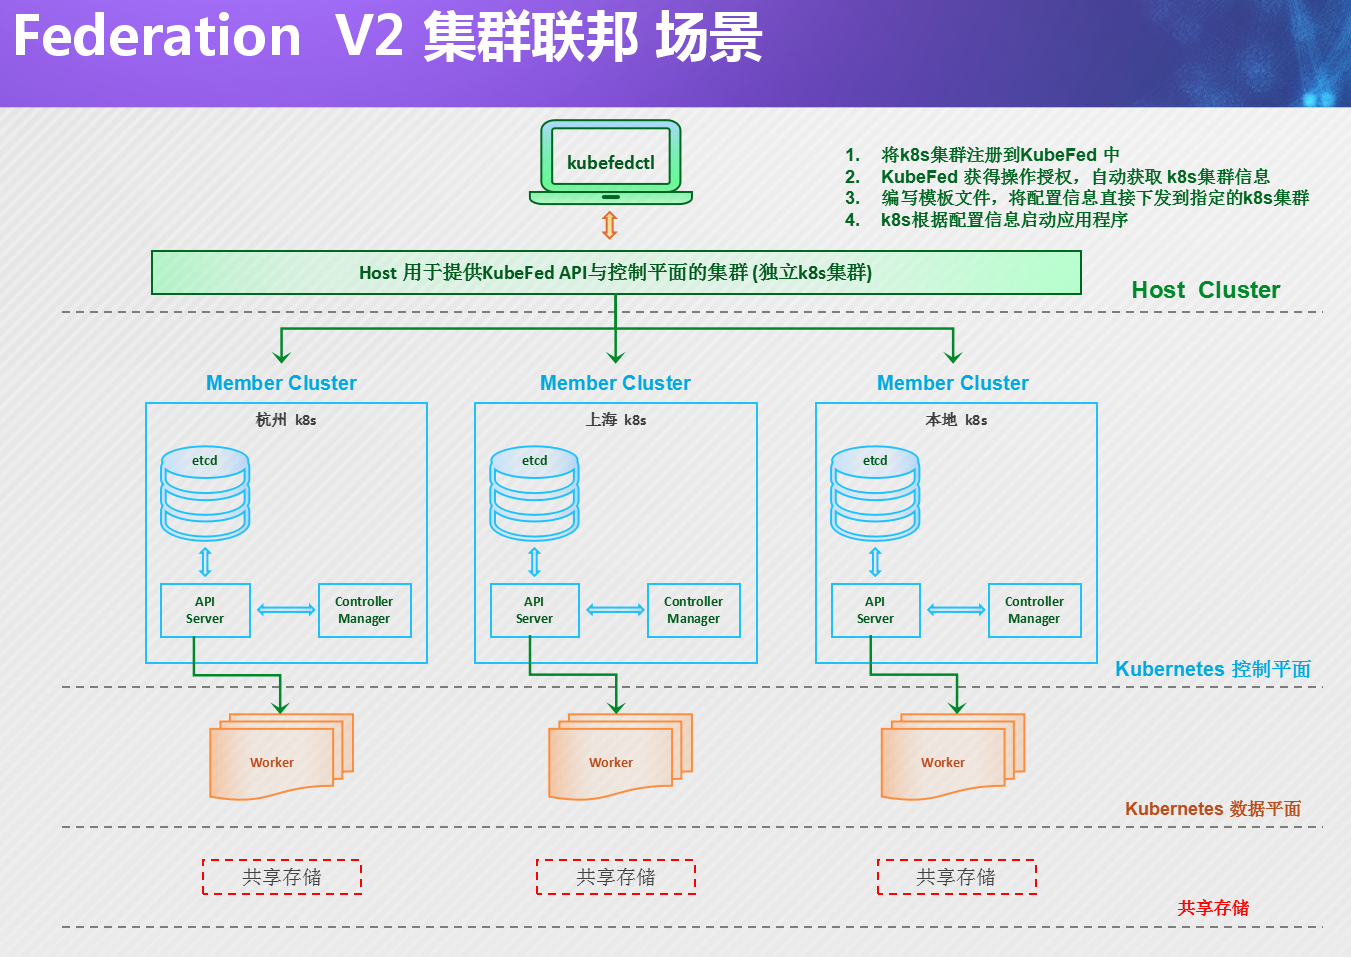 Federation V2 集群联邦 场景
kubefedctl
1. 将k8s集群注册到KubeFed 中
2. KubeFed 获得操作授权，自动获取 k8s集群信息
3. 编写模板文件，将配置信息直接下发到指定的k8s集群
4. k8s根据配置信息启动应用程序
Host 用于提供KubeFed API与控制平面的集群 (独立k8s集群)
Host Cluster
Member Cluster
Member Cluster
Member Cluster
杭州 k8s
上海 k8s
本地 k8s
etcd
etcd
etcd
API
Server
Controller
Manager
API
Server
Controller
Manager
API
Server
Controller
Manager
Kubernetes 控制平面
Worker
Worker
Worker
Kubernetes 数据平面
共享存储
共享存储
共享存储
共享存储